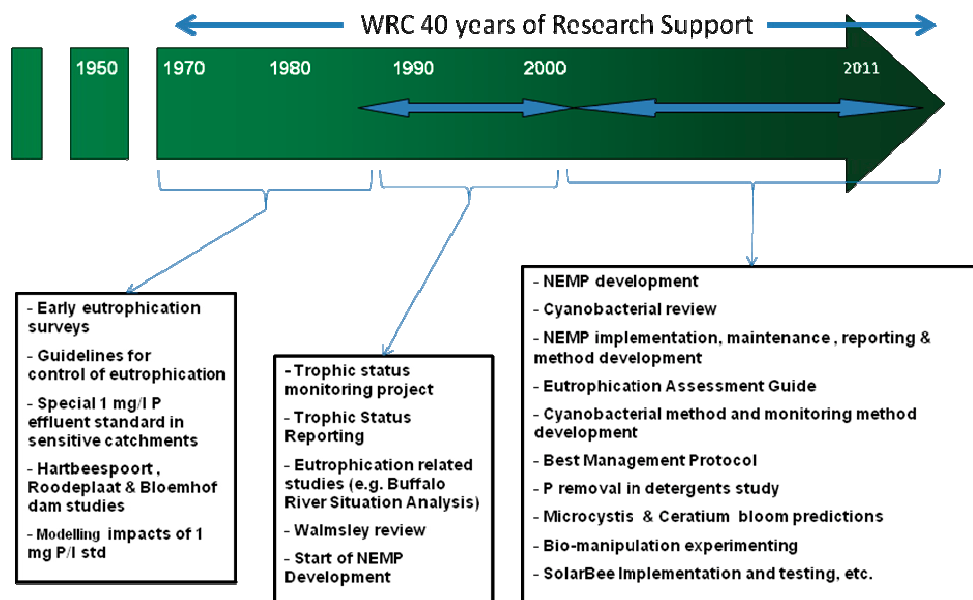 WRC 40 years of Research Support
1950 1970 1980 1990 2000 2011
- Early eutrophication
surveys
- Guidelines for
control of eutrophication
- Special 1 mg/l P
effluent standard in
sensitive catchments
- Hartbeespoort ,
Roodeplaat & Bloemhof
dam studies
- Modelling impacts of 1
mg P/l std
- Trophic status
monitoring project
- Trophic Status
Reporting
- Eutrophication related
studies (e.g. Buffalo
River Situation Analysis)
- Walmsley review
- Start of NEMP
Development
- NEMP development
- Cyanobacterial review
- NEMP implementation, maintenance , reporting &
method development
- Eutrophication Assessment Guide
- Cyanobacterial method and monitoring method
development
- Best Management Protocol
- P removal in detergents study
- Microcystis & Ceratium bloom predictions
- Bio-manipulation experimenting
- SolarBee Implementation and testing, etc.